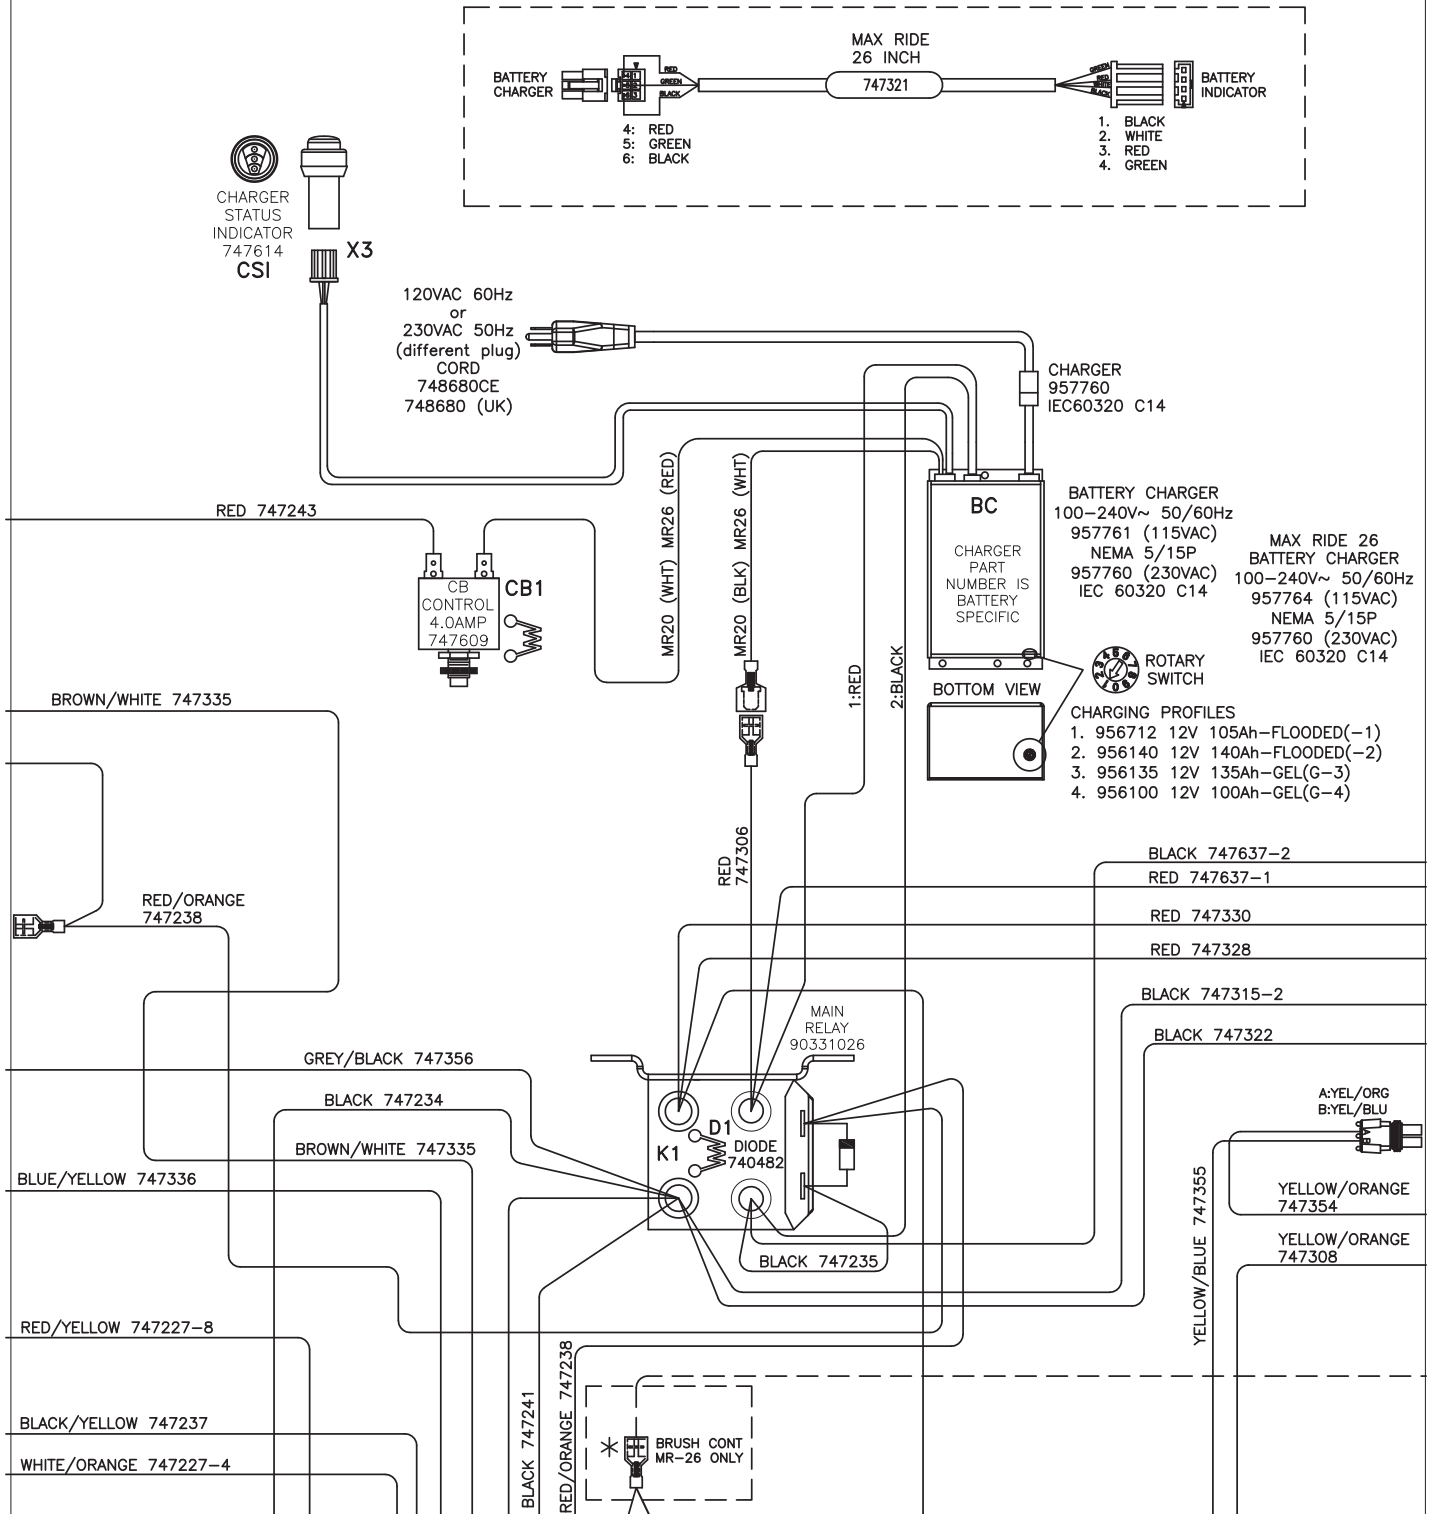 MAX RIDE
26 INCH
747321
BATTERY
CHARGER
RED
GREEN
BLACK
4: RED
5: GREEN
6: BLACK
GREEN
RED
WHITE
BLACK
BATTERY
INDICATOR
1. BLACK
2. WHITE
3. RED
4. GREEN
CHARGER
STATUS
INDICATOR
747614
CSI
X3
120VAC 60Hz
or
230VAC 50Hz
(different plug)
CORD
748680CE
748680 (UK)
CHARGER
957760
IEC60320 C14
RED 747243
CB
CONTROL
4.0AMP
747609
CB1
MR20 (WHT) MR26 (RED)
MR20 (BLK) MR26 (WHT)
BC
CHARGER
PART
NUMBER IS
BATTERY
SPECIFIC
BATTERY CHARGER
100-240V~ 50/60Hz
957761 (115VAC)
NEMA 5/15P
957760 (230VAC)
IEC 60320 C14
MAX RIDE 26
BATTERY CHARGER
100-240V~ 50/60Hz
957764 (115VAC)
NEMA 5/15P
957760 (230VAC)
IEC 60320 C14
ROTARY
SWITCH
BOTTOM VIEW
CHARGING PROFILES
1. 956712 12V 105Ah-FLOODED(-1)
2. 956140 12V 140Ah-FLOODED(-2)
3. 956135 12V 135Ah-GEL(G-3)
4. 956100 12V 100Ah-GEL(G-4)
1:RED
2:BLACK
BROWN/WHITE 747335
RED
747306
RED/ORANGE
747238
BLACK 747637-2
RED 747637-1
RED 747330
RED 747328
BLACK 747315-2
BLACK 747322
MAIN
RELAY
90331026
GREY/BLACK 747356
BLACK 747234
BROWN/WHITE 747335
BLUE/YELLOW 747336
K1
D1
DIODE
740482
BLACK 747235
A:YEL/ORG
B:YEL/BLU
A
B
YELLOW/BLUE 747355
YELLOW/ORANGE
747354
YELLOW/ORANGE
747308
RED/YELLOW 747227-8
BLACK/YELLOW 747237
WHITE/ORANGE 747227-4
BLACK 747241
RED/ORANGE 747238
* BRUSH CONT
MR-26 ONLY